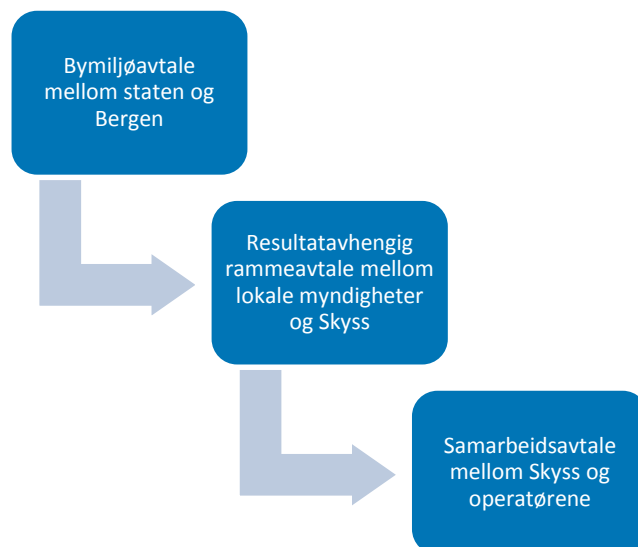 Bymiljøavtale
mellom staten og
Bergen
Resultatavhengig
rammeavtale mellom
lokale myndigheter
og Skyss
Samarbeidsavtale
mellom Skyss og
operatørene